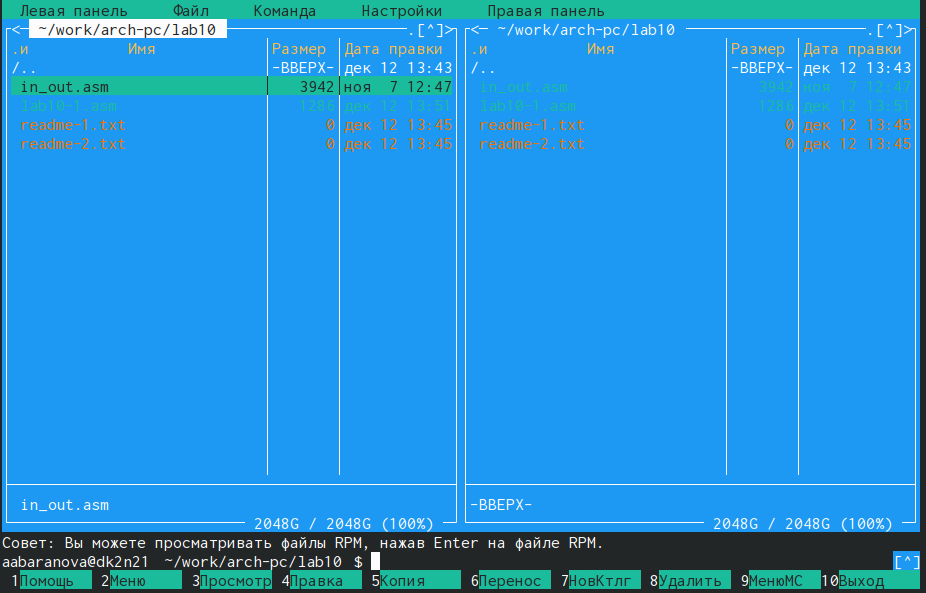 Левая панель Файл Команда Настройки Правая панель
<─ ~/work/arch-pc/lab10 ─.[^]> <─ ~/work/arch-pc/lab10 ─.[^]>
.и Имя Размер Дата правки .и Имя Размер Дата правки
/.. -ВВЕРХ- дек 12 13:43 /.. -ВВЕРХ- дек 12 13:43
in_out.asm 3942 ноя 7 12:47 in_out.asm 3942 ноя 7 12:47
lab10-1.asm 1286 дек 12 13:51 lab10-1.asm 1286 дек 12 13:51
readme-1.txt 0 дек 12 13:45 readme-1.txt 0 дек 12 13:45
readme-2.txt 0 дек 12 13:45 readme-2.txt 0 дек 12 13:45
in_out.asm -ВВЕРХ-
2048G / 2048G (100%) 2048G / 2048G (100%)
Совет: Вы можете просматривать файлы RPM, нажав Enter на файле RPM.
aabaranova@dk2n21 ~/work/arch-pc/lab10 $ [^]
1Помощь 2Меню 3Просмотр 4Правка 5Копия 6Перенос 7НовКтлг 8Удалить 9МенюМС 10Выход